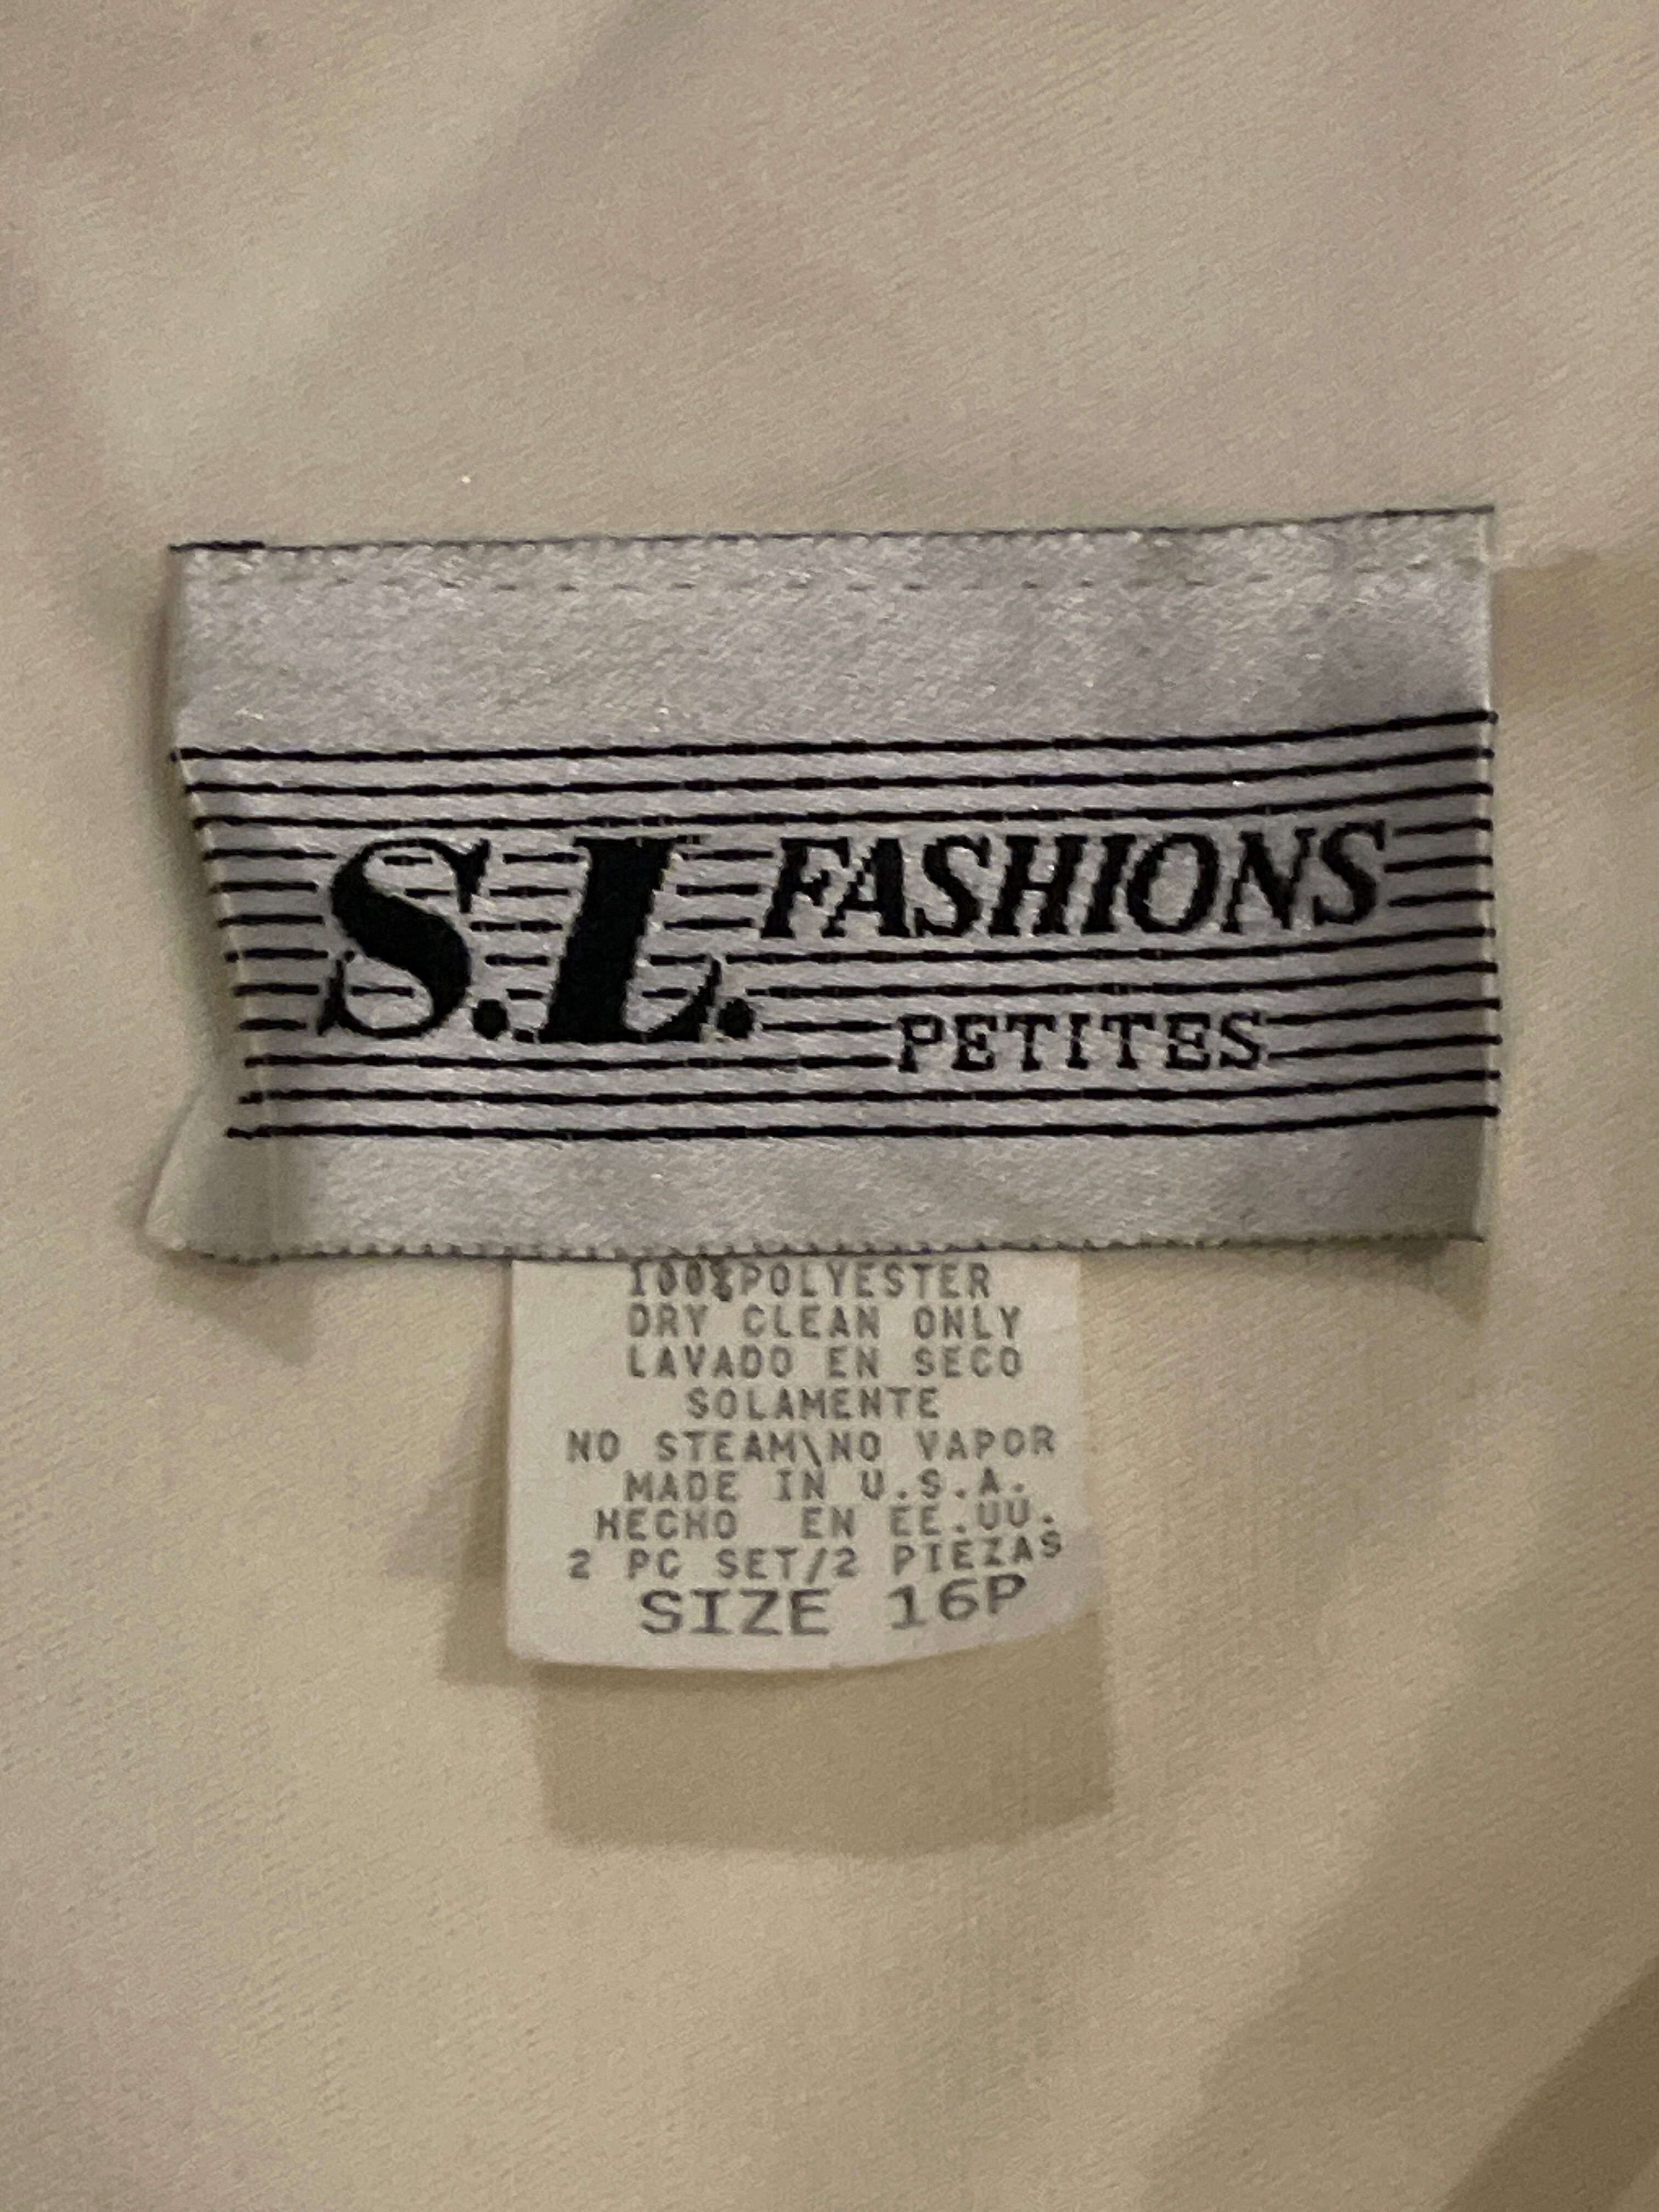 S.L. FASHIONS
PETITES
100%POLYESTER
DRY CLEAN ONLY
LAVADO EN SECO
SOLAMENTE
NO STEAM\NO VAPOR
MADE IN U.S.A.
HECHO EN EE.UU.
2 PC SET/2 PIEZAS
SIZE 16P